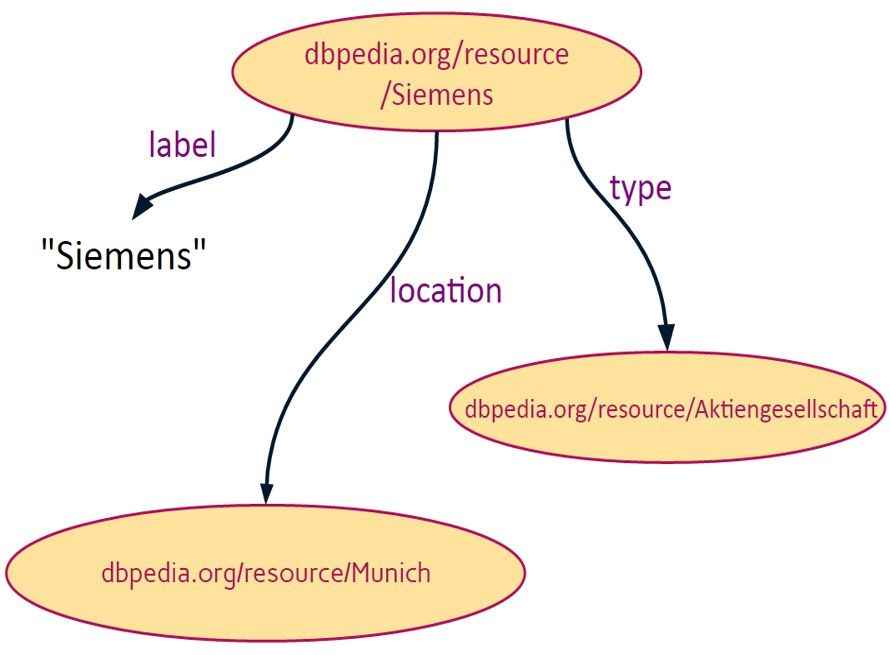 dbpedia.org/resource
/Siemens
label
type
"Siemens"
location
dbpedia.org/resource/Aktiengesellschaft
dbpedia.org/resource/Munich